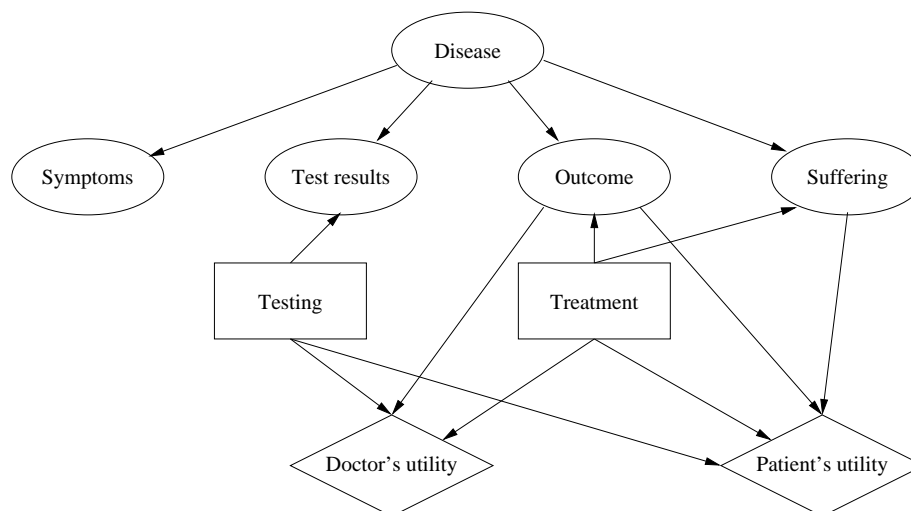 Disease
Symptoms
Test results
Outcome
Suffering
Testing
Treatment
Doctor's utility
Patient's utility